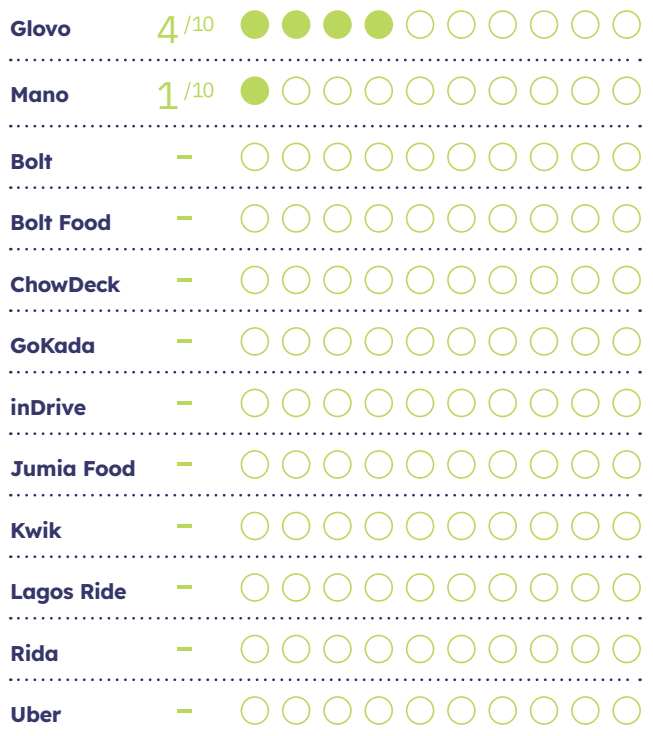 Glovo 4 /10
Mano 1 /10
Bolt -
Bolt Food -
ChowDeck -
GoKada -
inDrive -
Jumia Food -
Kwik -
Lagos Ride -
Rida -
Uber -